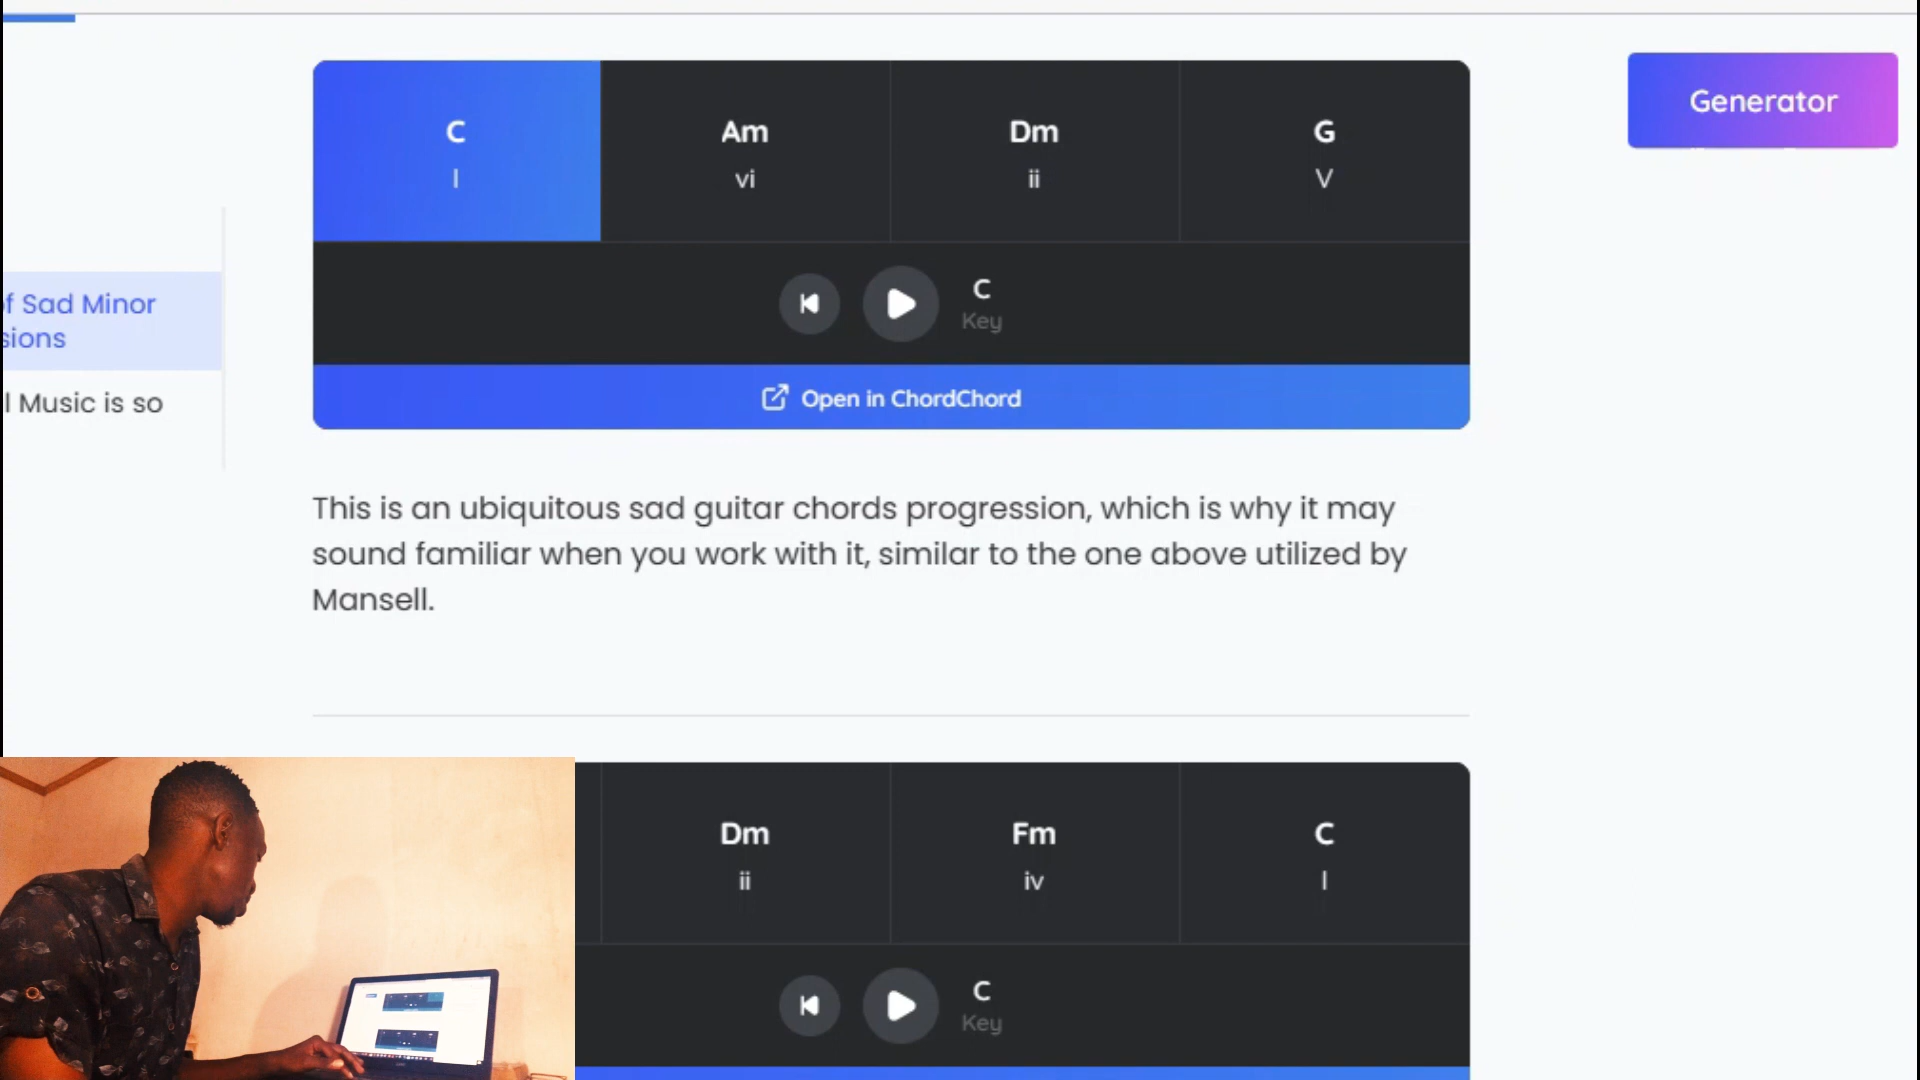 C
Am
Dm
G
I
vi
ii
V
Generator
C
Key
of Sad Minor
sions
l Music is so
Open in ChordChord
This is an ubiquitous sad guitar chords progression, which is why it may
sound familiar when you work with it, similar to the one above utilized by
Mansell.
Dm
Fm
C
ii
iv
I
C
Key